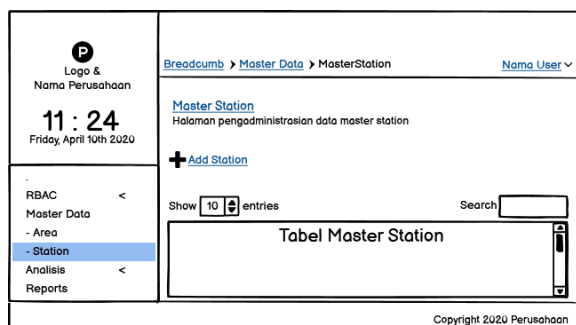 P
Logo &
Nama Perusahaan
11 : 24
Friday, April 10th 2020
.
RBAC <
Master Data
- Area
- Station
Analisis <
Reports
Breadcumb > Master Data > MasterStation
Nama User
Master Station
Halaman pengadministrasian data master station
Add Station
Show 10 entries
Search
Tabel Master Station
Copyright 2020 Perusahaan